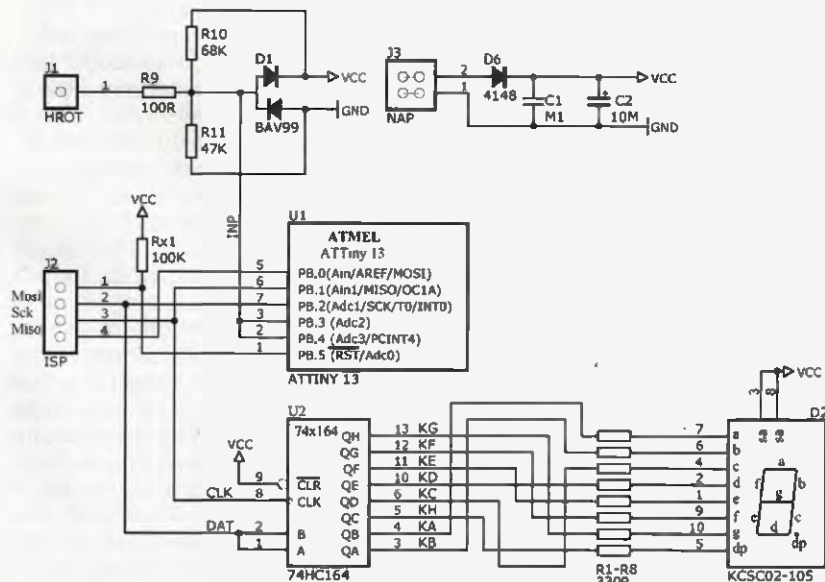 R10
68K
J1
1
HROT
R9
100R
D1
VCC
GND
BAV99
R11
47K
J3
2
1
NAP
D6
4148
VCC
C1
M1
C2
10M
GND
INP
VCC
Rx1
100K
J2
Mosi
Sck
Miso
1
2
3
4
ISP
U1
ATMEL
ATTiny 13
5 PB.0(Ain/AREF/MOSI)
6 PB.1(Ain1/MISO/OC1A)
7 PB.2(Adc1/SCK/T0/INT0)
3 PB.3 (Adc2)
2 PB.4 (Adc3/PCINT4)
1 PB.5 (RST/Adc0)
ATTINY 13
U2
74x164
VCC
9 CLR
CLK 8 CLK
DAT 2 B
1 A
QH 13 KG
QG 12 KF
QF 11 KE
QE 10 KD
QD 6 KC
QC 5 KH
QB 4 KA
QA 3 KB
74HC164
R1-R8
330R
VCC
3 8
sa sa
D2
7 a
6 b
4 c
2 d
1 e
9 f
10 g
5 dp
a
f b
g
e c
d
dp
KCSC02-105